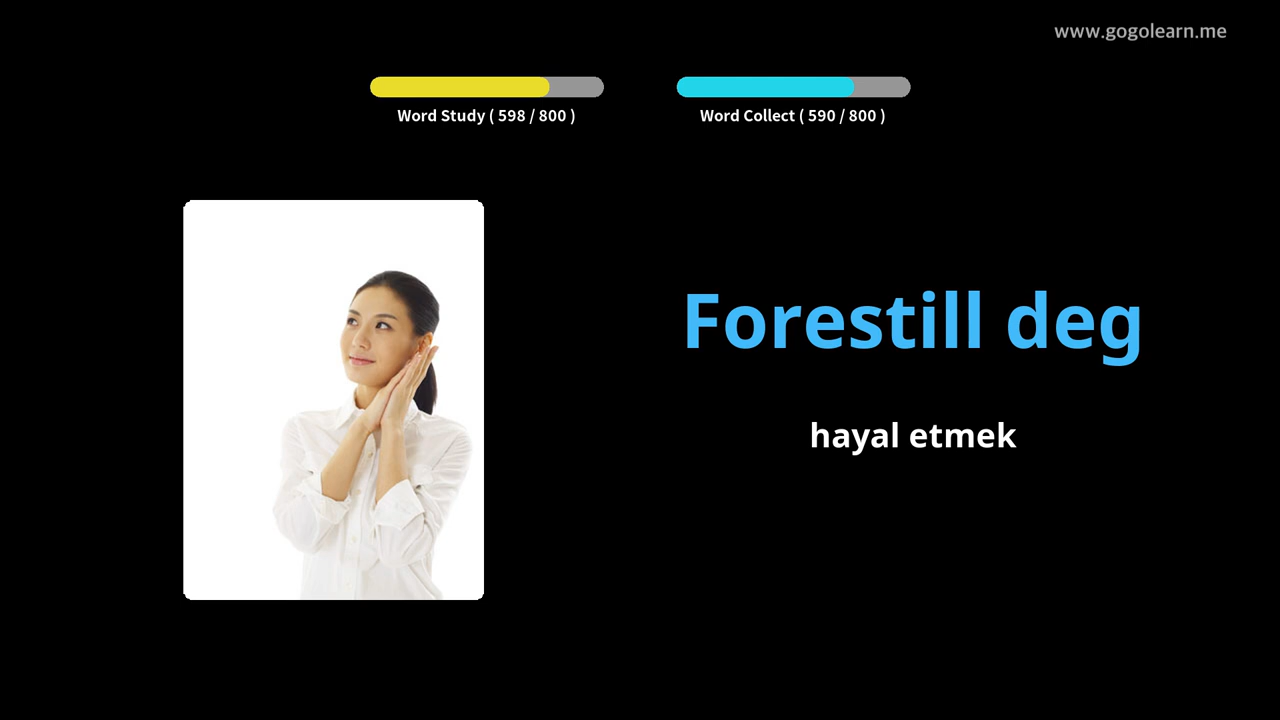 www.gogolearn.me
Word Study ( 598 / 800 )
Word Collect ( 590 / 800 )
Forestill deg
hayal etmek